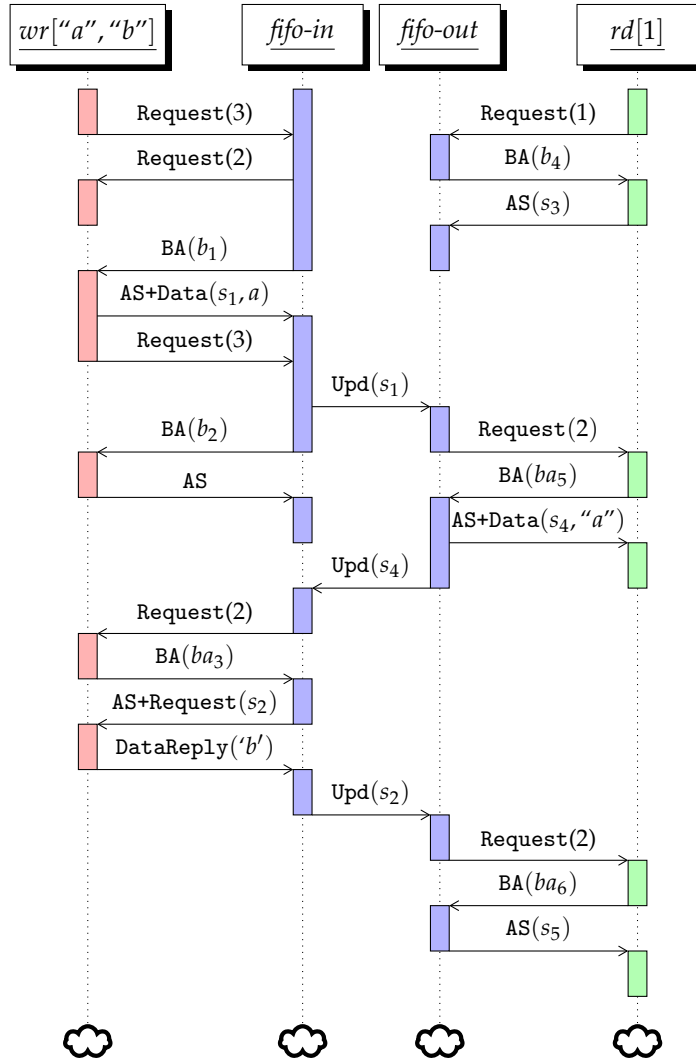 wr[“a”, “b”] fifo-in fifo-out rd[1]
Request(3) Request(1)
Request(2) BA(b₄)
AS(s₃)
BA(b₁)
AS+Data(s₁, a)
Request(3)
Upd(s₁)
BA(b₂) Request(2)
AS BA(ba₅)
AS+Data(s₄, “a”)
Upd(s₄)
Request(2)
BA(ba₃)
AS+Request(s₂)
DataReply(‘b′)
Upd(s₂)
Request(2)
BA(ba₆)
AS(s₅)